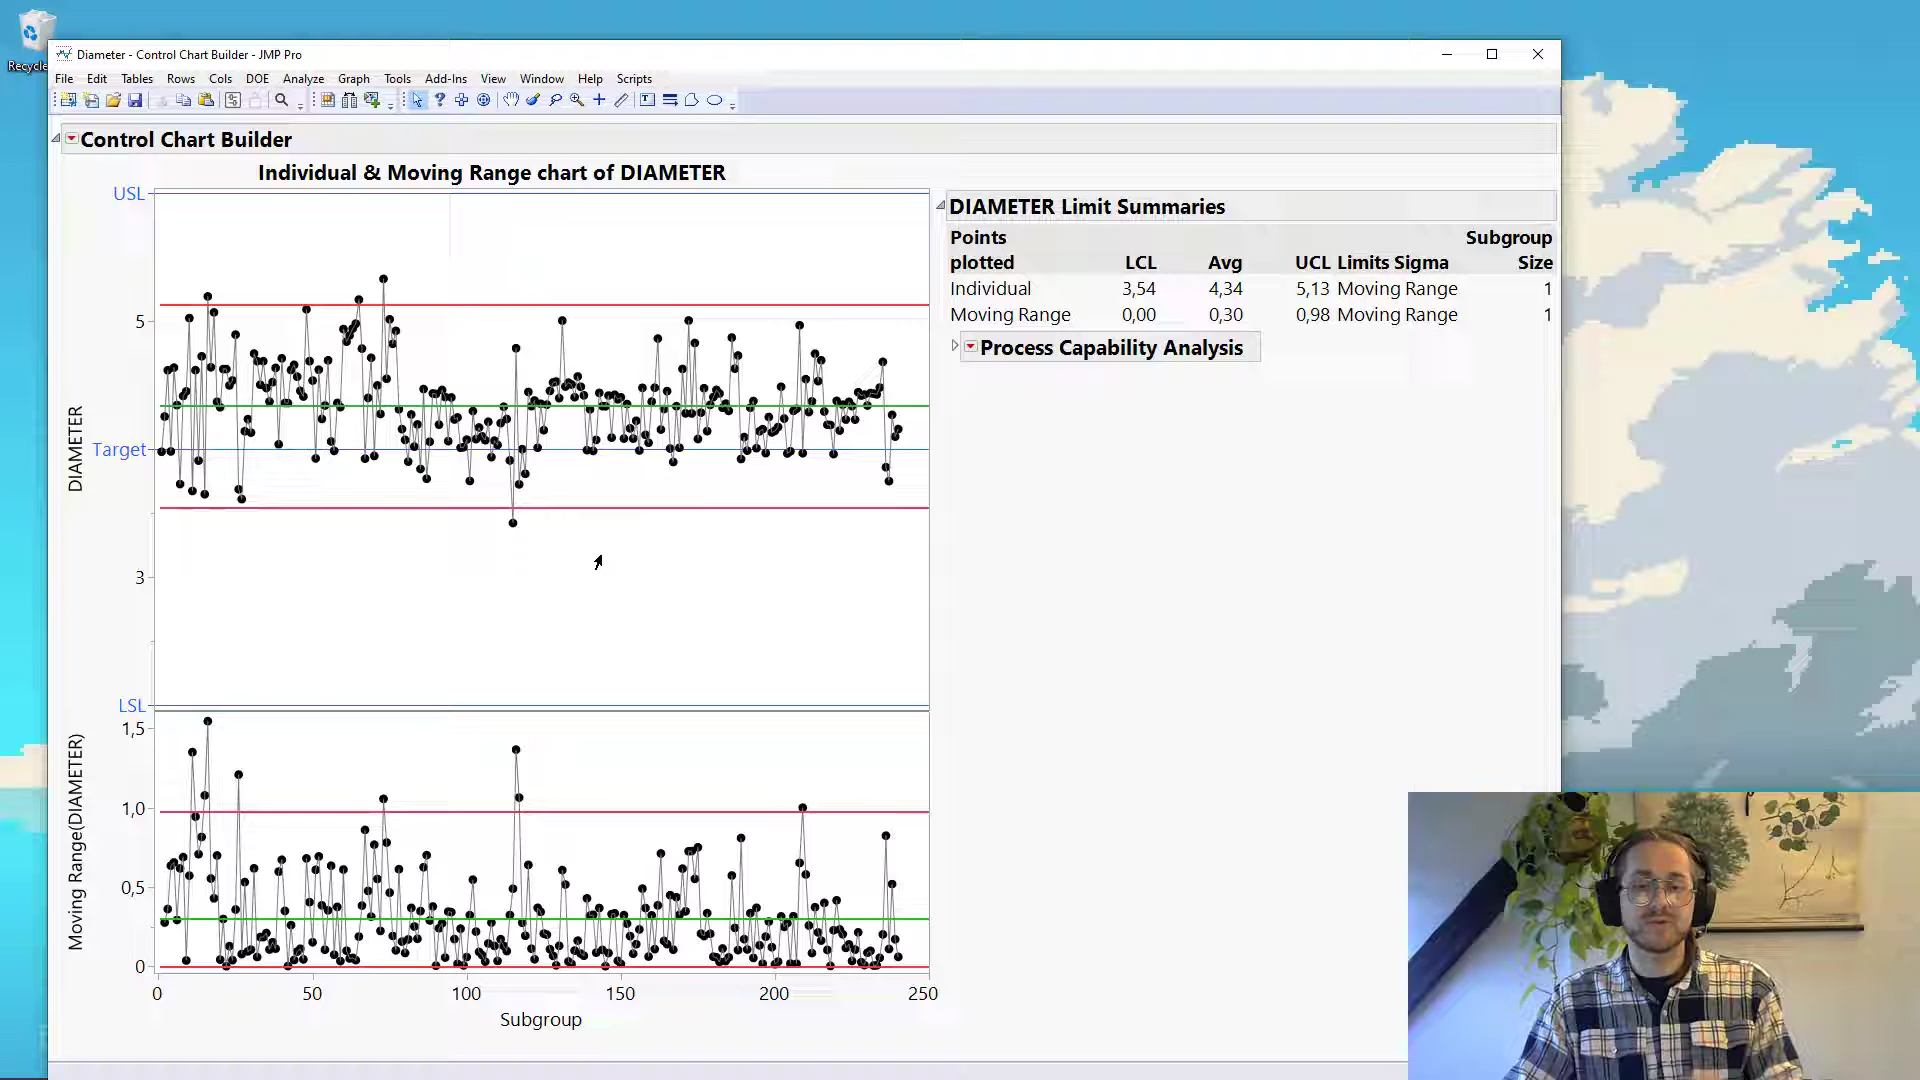 Recycle
Diameter - Control Chart Builder - JMP Pro
File Edit Tables Rows Cols DOE Analyze Graph Tools Add-Ins View Window Help Scripts
Control Chart Builder
Individual & Moving Range chart of DIAMETER
USL
5
DIAMETER
Target
3
LSL
1,5
1,0
0,5
0
Moving Range(DIAMETER)
0 50 100 150 200 250
Subgroup
DIAMETER Limit Summaries
Points Subgroup
plotted LCL Avg UCL Limits Sigma Size
Individual 3,54 4,34 5,13 Moving Range 1
Moving Range 0,00 0,30 0,98 Moving Range 1
Process Capability Analysis